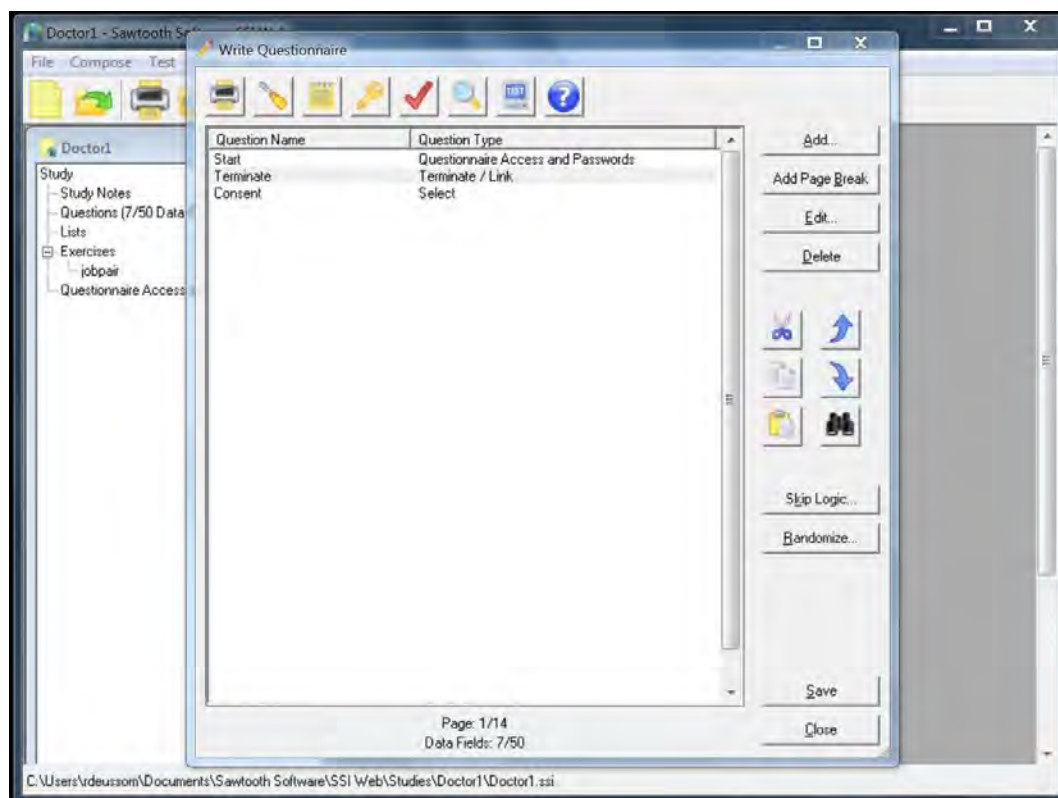 Doctor1 - Sawtooth
Write Questionnaire
File Compose Test
TEST
?
Doctor1
Study
Study Notes
Questions (7/50 Data
Lists
Exercises
jobpair
Questionnaire Access
Question Name Question Type
Start Questionnaire Access and Passwords
Terminate Terminate / Link
Consent Select
Add...
Add Page Break
Edit...
Delete
Skip Logic...
Randomize...
Save
Close
Page: 1/14
Data Fields: 7/50
C:\Users\rdeussom\Documents\Sawtooth Software\SSI Web\Studies\Doctor1\Doctor1.ssi